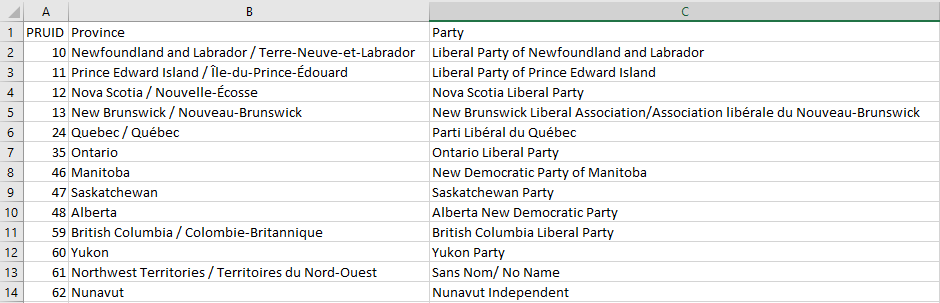 A B C
1 PRUID Province Party
2 10 Newfoundland and Labrador / Terre-Neuve-et-Labrador Liberal Party of Newfoundland and Labrador
3 11 Prince Edward Island / Île-du-Prince-Édouard Liberal Party of Prince Edward Island
4 12 Nova Scotia / Nouvelle-Écosse Nova Scotia Liberal Party
5 13 New Brunswick / Nouveau-Brunswick New Brunswick Liberal Association/Association libérale du Nouveau-Brunswick
6 24 Quebec / Québec Parti Libéral du Québec
7 35 Ontario Ontario Liberal Party
8 46 Manitoba New Democratic Party of Manitoba
9 47 Saskatchewan Saskatchewan Party
10 48 Alberta Alberta New Democratic Party
11 59 British Columbia / Colombie-Britannique British Columbia Liberal Party
12 60 Yukon Yukon Party
13 61 Northwest Territories / Territoires du Nord-Ouest Sans Nom/ No Name
14 62 Nunavut Nunavut Independent